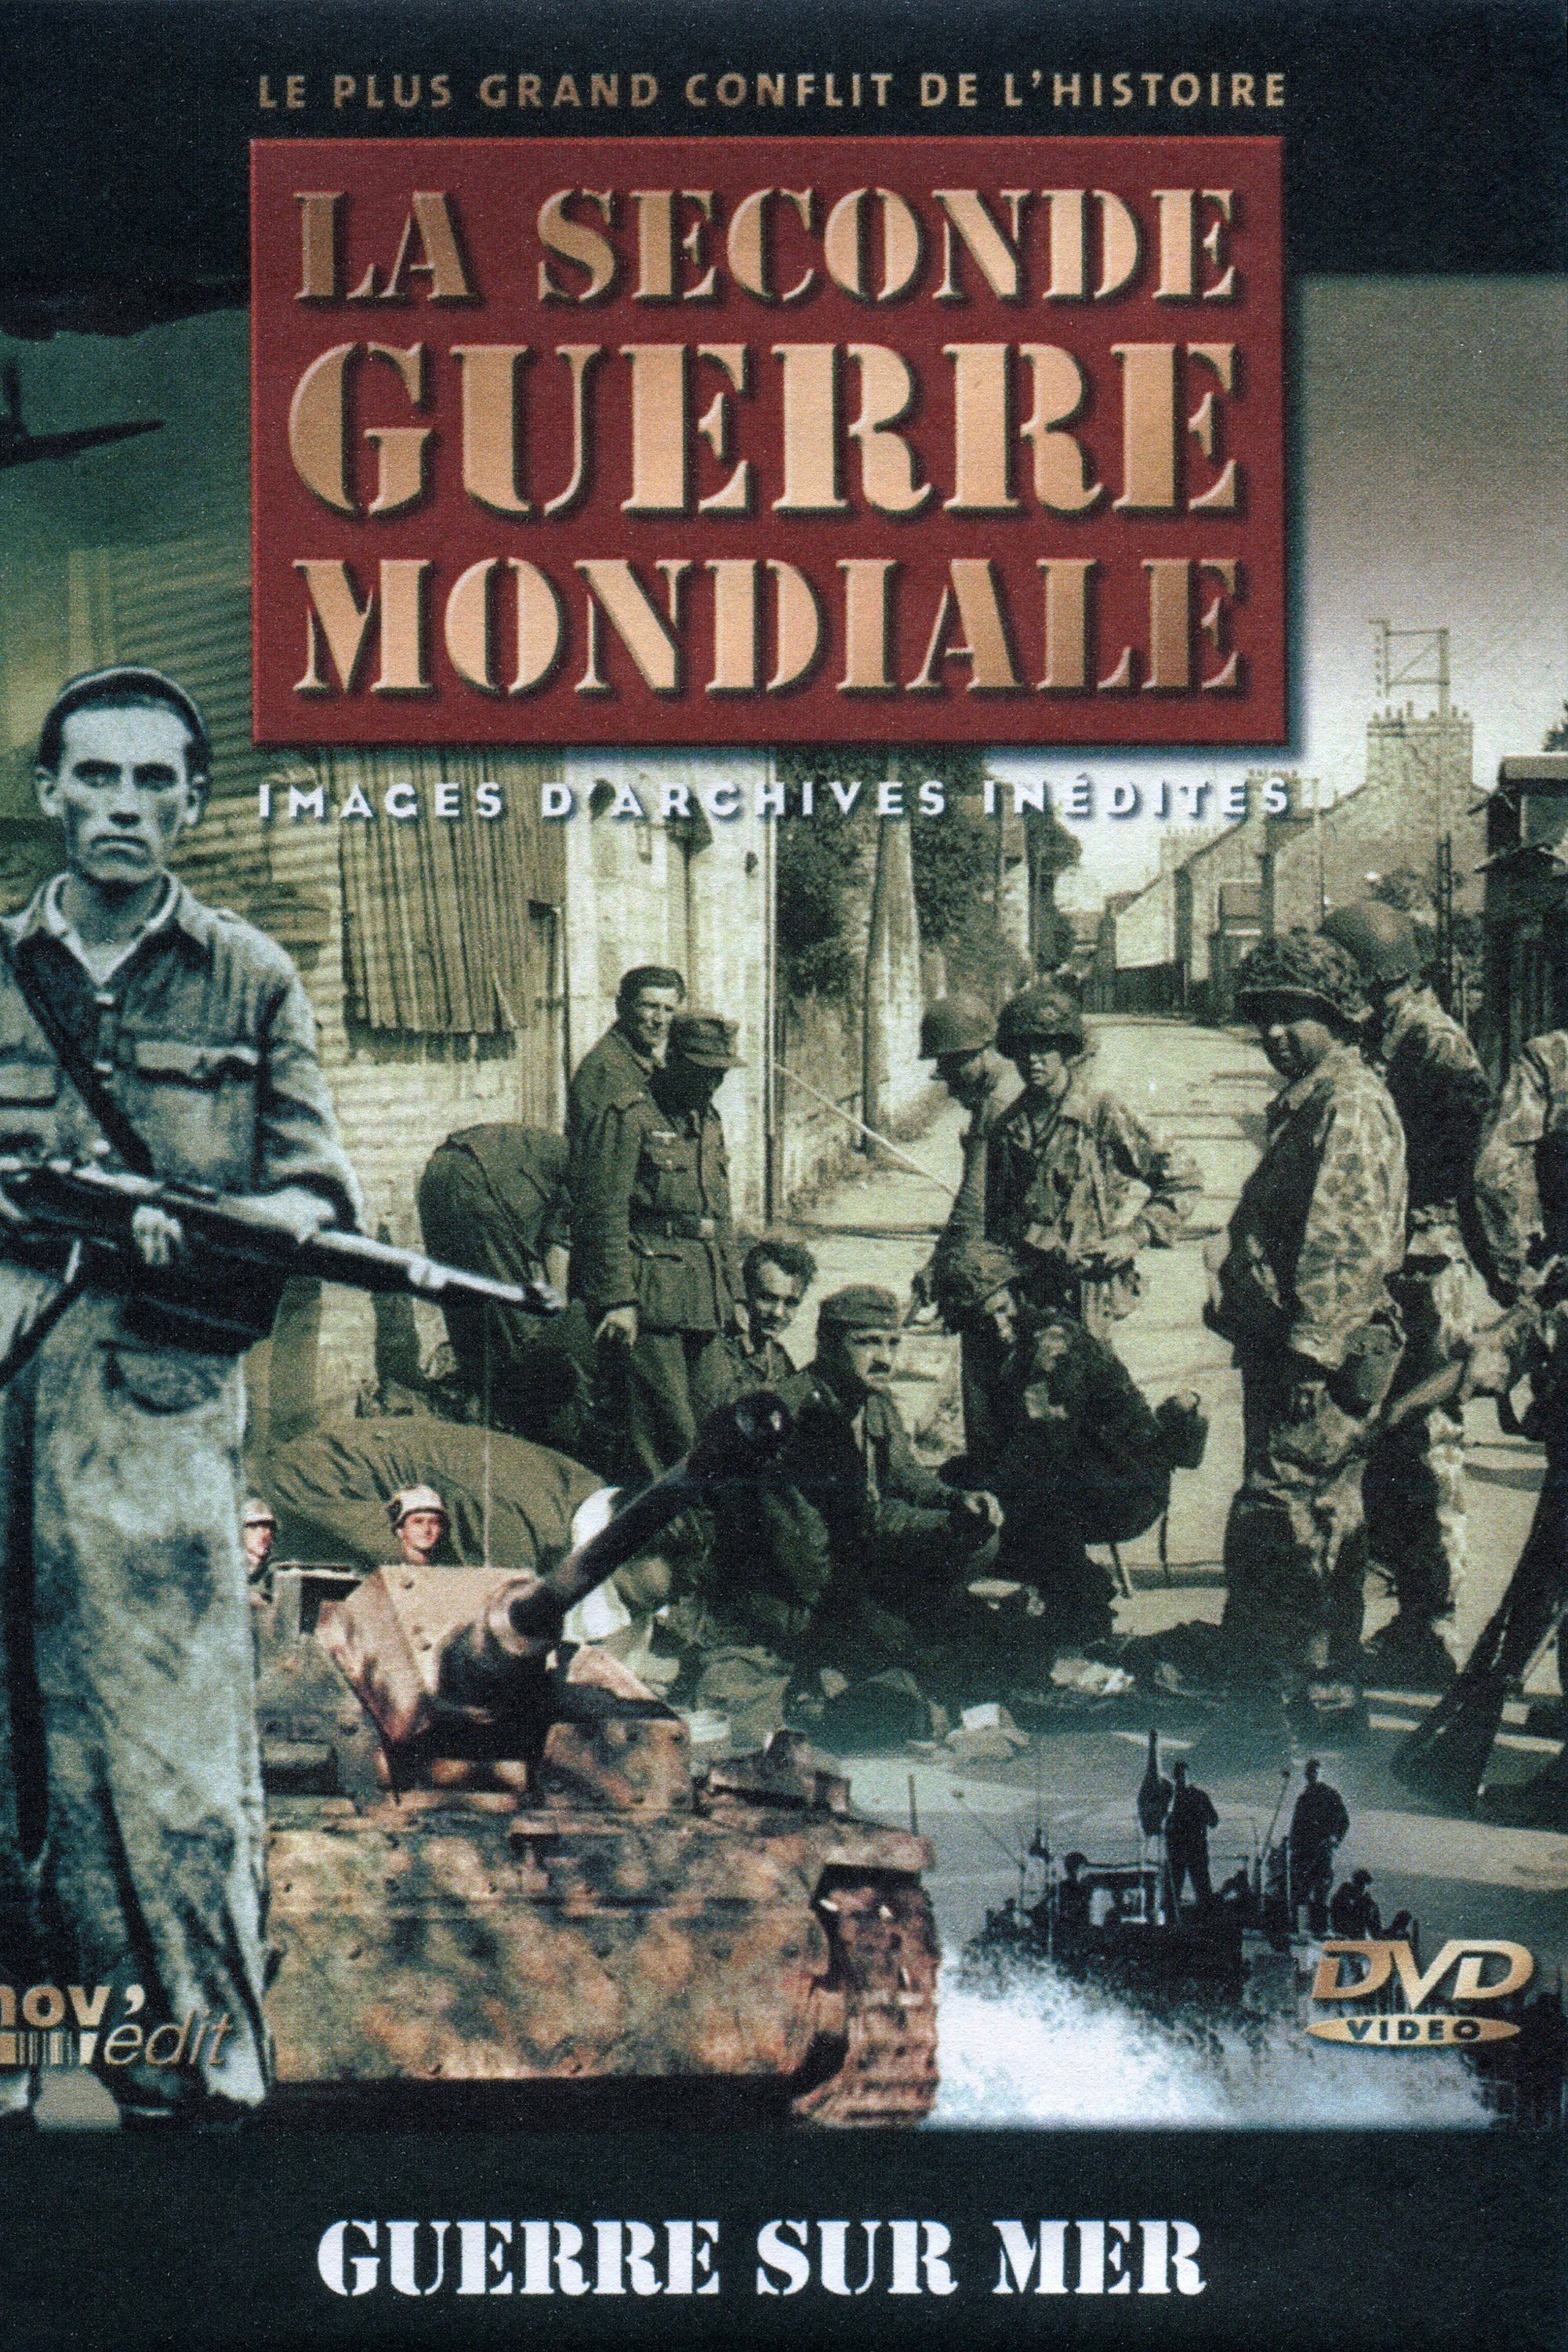 LE PLUS GRAND CONFLIT DE L'HISTOIRE
LA SECONDE
GUERRE
MONDIALE
IMAGES D'ARCHIVES INÉDITES
nov'
édit
DVD
VIDEO
GUERRE SUR MER